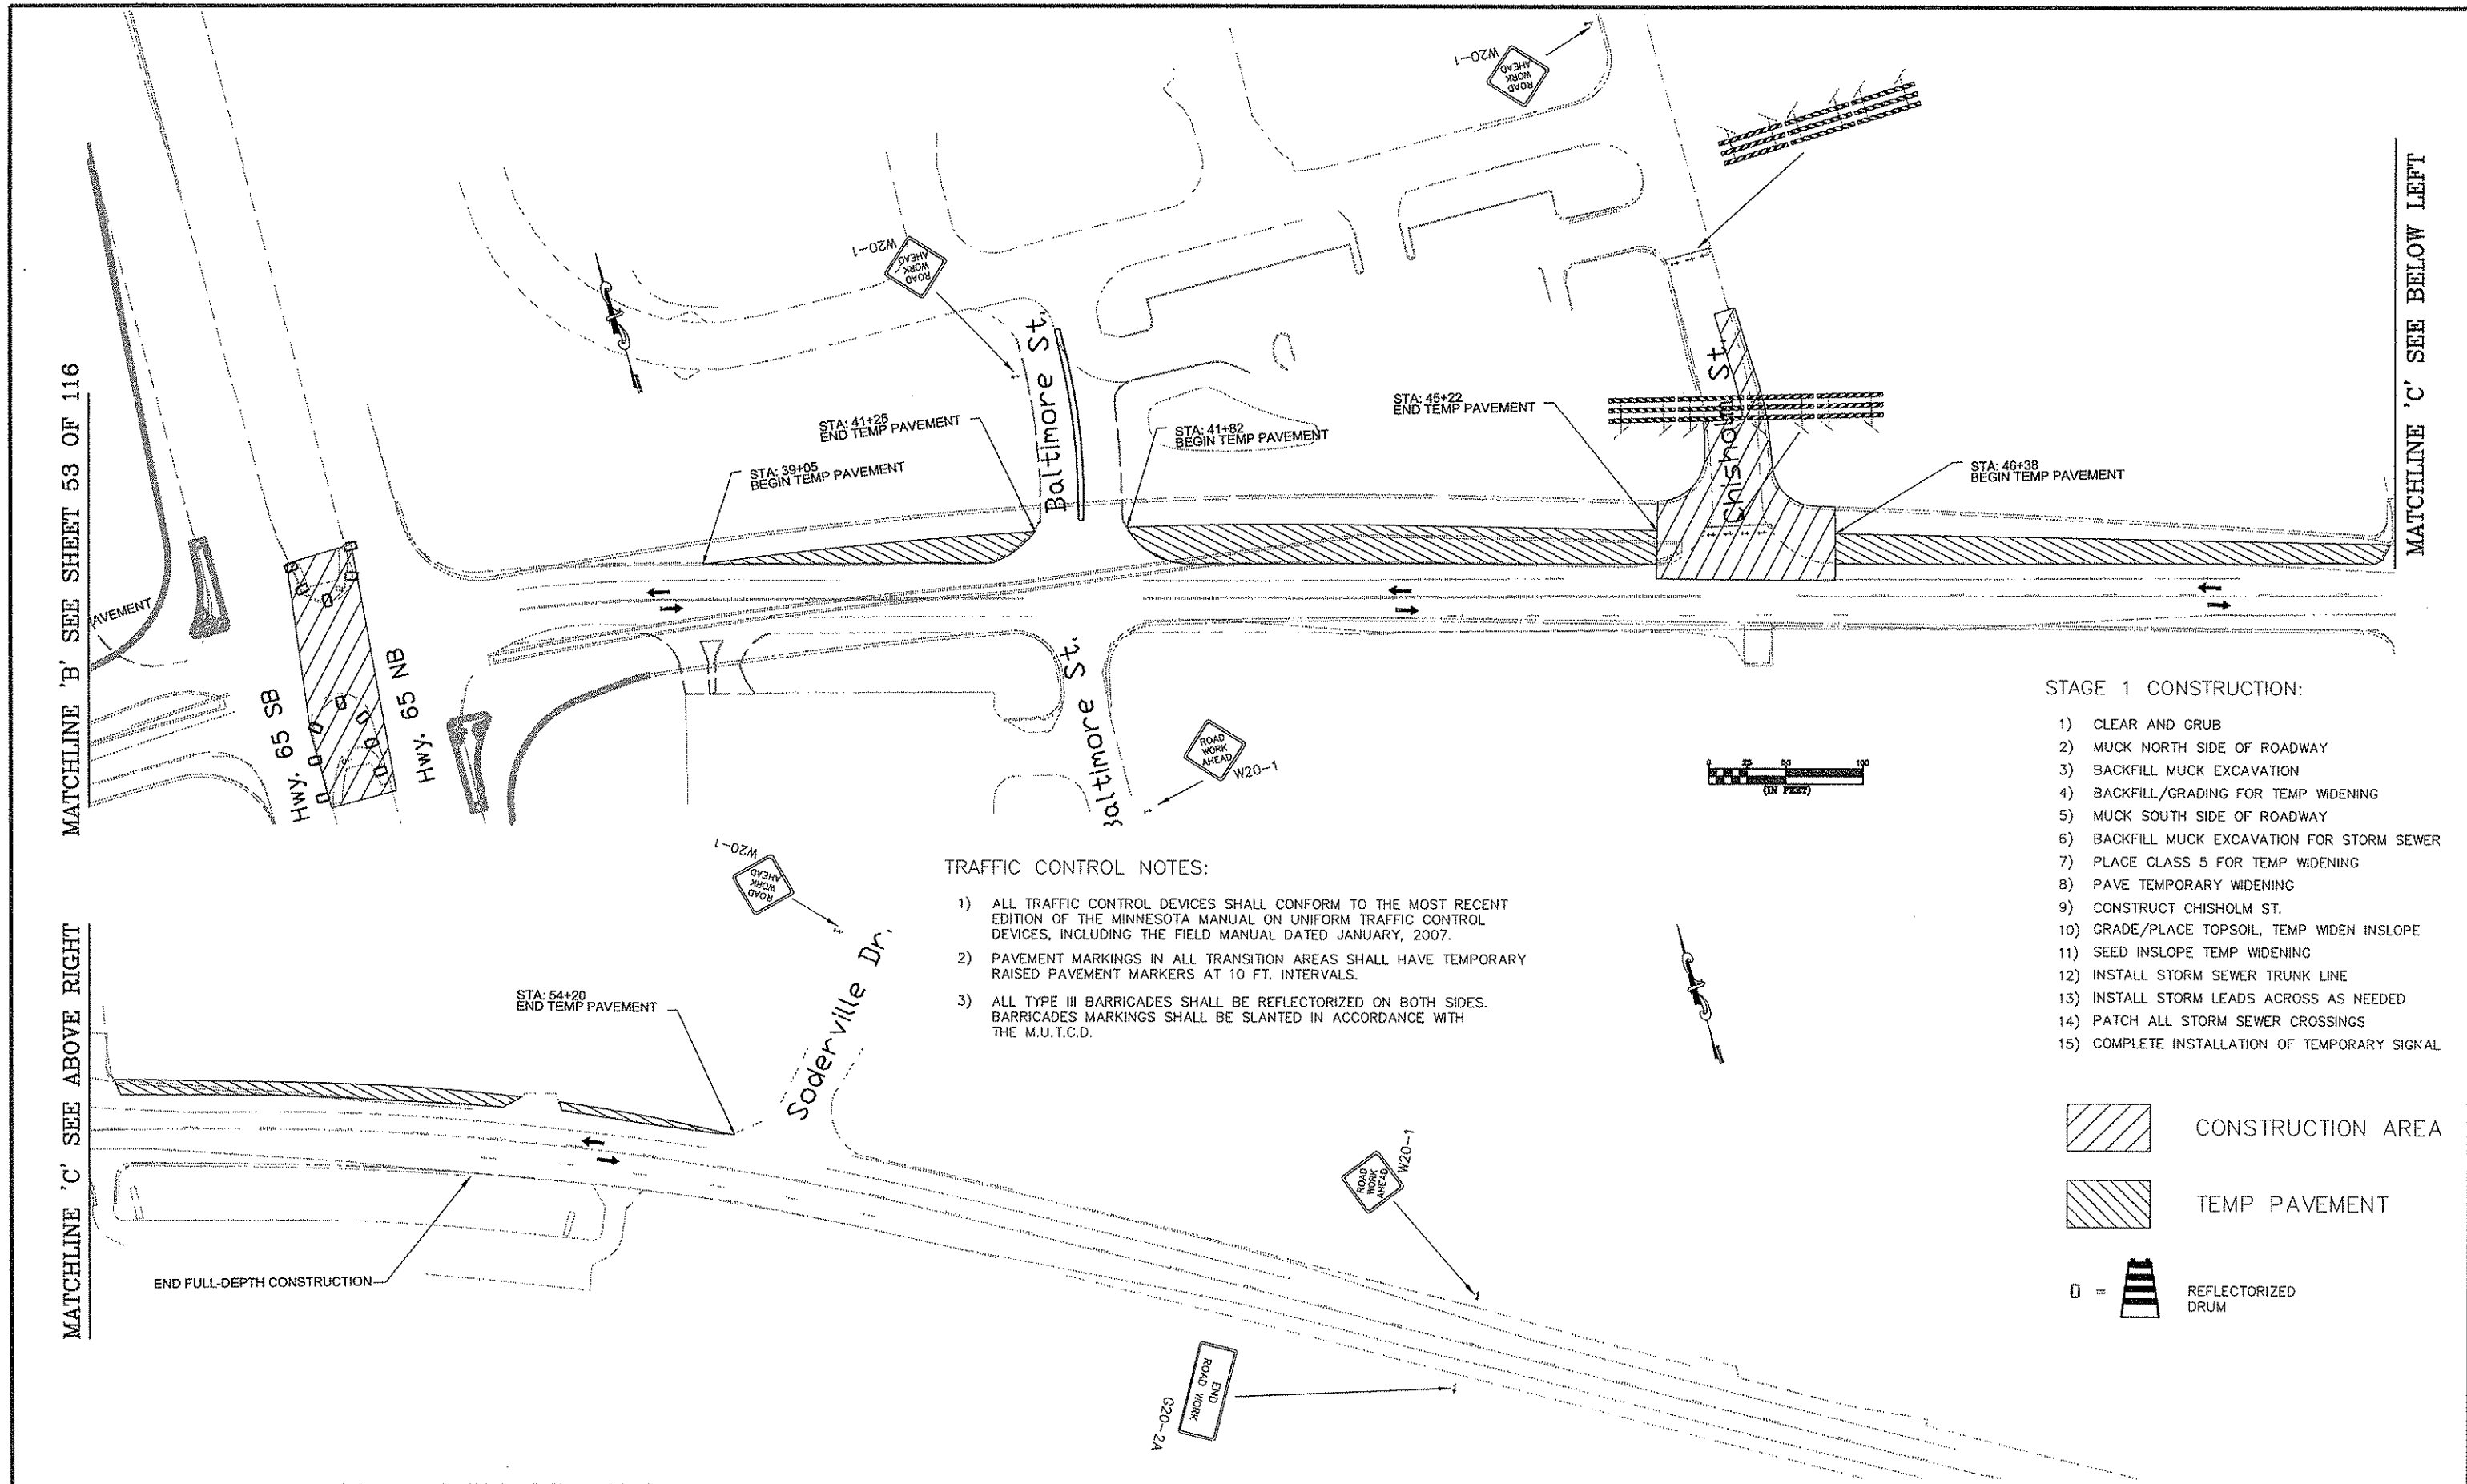 MATCHLINE 'B' SEE SHEET 53 OF 116
W20-1
ROAD
WORK
AHEAD
W20-1
ROAD
WORK
AHEAD
MATCHLINE 'C' SEE BELOW LEFT
Baltimore St.
Chisholm St.
STA: 39+05
BEGIN TEMP PAVEMENT
STA: 41+25
END TEMP PAVEMENT
STA: 41+82
BEGIN TEMP PAVEMENT
STA: 45+22
END TEMP PAVEMENT
STA: 46+38
BEGIN TEMP PAVEMENT
AVEMENT
Hwy. 65 SB
Hwy. 65 NB
Baltimore St.
ROAD
WORK
AHEAD
W20-1
0 25 50 100
(IN FEET)
STAGE 1 CONSTRUCTION:
1) CLEAR AND GRUB
2) MUCK NORTH SIDE OF ROADWAY
3) BACKFILL MUCK EXCAVATION
4) BACKFILL/GRADING FOR TEMP WIDENING
5) MUCK SOUTH SIDE OF ROADWAY
6) BACKFILL MUCK EXCAVATION FOR STORM SEWER
7) PLACE CLASS 5 FOR TEMP WIDENING
8) PAVE TEMPORARY WIDENING
9) CONSTRUCT CHISHOLM ST.
10) GRADE/PLACE TOPSOIL, TEMP WIDEN INSLOPE
11) SEED INSLOPE TEMP WIDENING
12) INSTALL STORM SEWER TRUNK LINE
13) INSTALL STORM LEADS ACROSS AS NEEDED
14) PATCH ALL STORM SEWER CROSSINGS
15) COMPLETE INSTALLATION OF TEMPORARY SIGNAL
CONSTRUCTION AREA
TEMP PAVEMENT
=
REFLECTORIZED
DRUM
TRAFFIC CONTROL NOTES:
1) ALL TRAFFIC CONTROL DEVICES SHALL CONFORM TO THE MOST RECENT
EDITION OF THE MINNESOTA MANUAL ON UNIFORM TRAFFIC CONTROL
DEVICES, INCLUDING THE FIELD MANUAL DATED JANUARY, 2007.
2) PAVEMENT MARKINGS IN ALL TRANSITION AREAS SHALL HAVE TEMPORARY
RAISED PAVEMENT MARKERS AT 10 FT. INTERVALS.
3) ALL TYPE III BARRICADES SHALL BE REFLECTORIZED ON BOTH SIDES.
BARRICADES MARKINGS SHALL BE SLANTED IN ACCORDANCE WITH
THE M.U.T.C.D.
MATCHLINE 'C' SEE ABOVE RIGHT
W20-1
ROAD
WORK
AHEAD
Soderville Dr.
STA: 54+20
END TEMP PAVEMENT
END FULL-DEPTH CONSTRUCTION
ROAD
WORK
AHEAD
W20-1
END
ROAD WORK
G20-2A